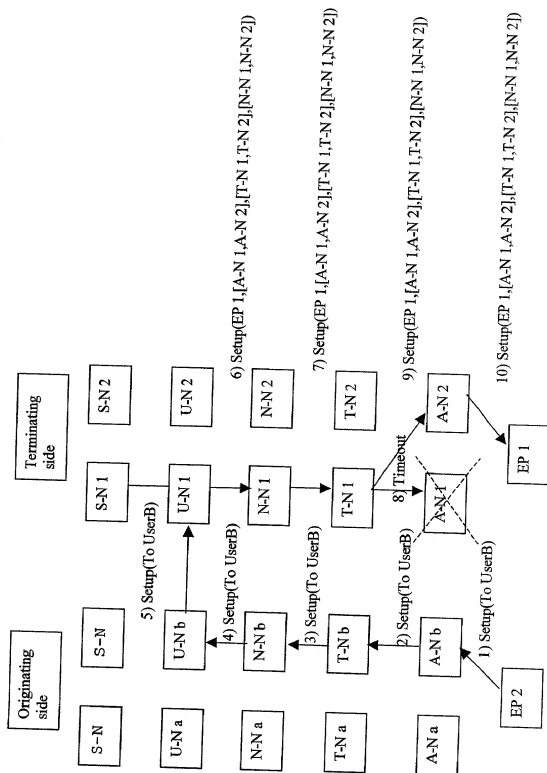 Originating
side
Terminating
side
S-N
S-N
S-N 1
S-N 2
5) Setup(To UserB)
U-N a
U-N b
U-N 1
U-N 2
4) Setup(To UserB)
6) Setup(EP 1,[A-N 1,A-N 2],[T-N 1,T-N 2],[N-N 1,N-N 2])
N-N a
N-N b
N-N 1
N-N 2
3) Setup(To UserB)
7) Setup(EP 1,[A-N 1,A-N 2],[T-N 1,T-N 2],[N-N 1,N-N 2])
T-N a
T-N b
T-N 1
T-N 2
2) Setup(To UserB)
8) Timeout
9) Setup(EP 1,[A-N 1,A-N 2],[T-N 1,T-N 2],[N-N 1,N-N 2])
A-N a
A-N b
A-N 1
A-N 2
1) Setup(To UserB)
10) Setup(EP 1,[A-N 1,A-N 2],[T-N 1,T-N 2],[N-N 1,N-N 2])
EP 2
EP 1